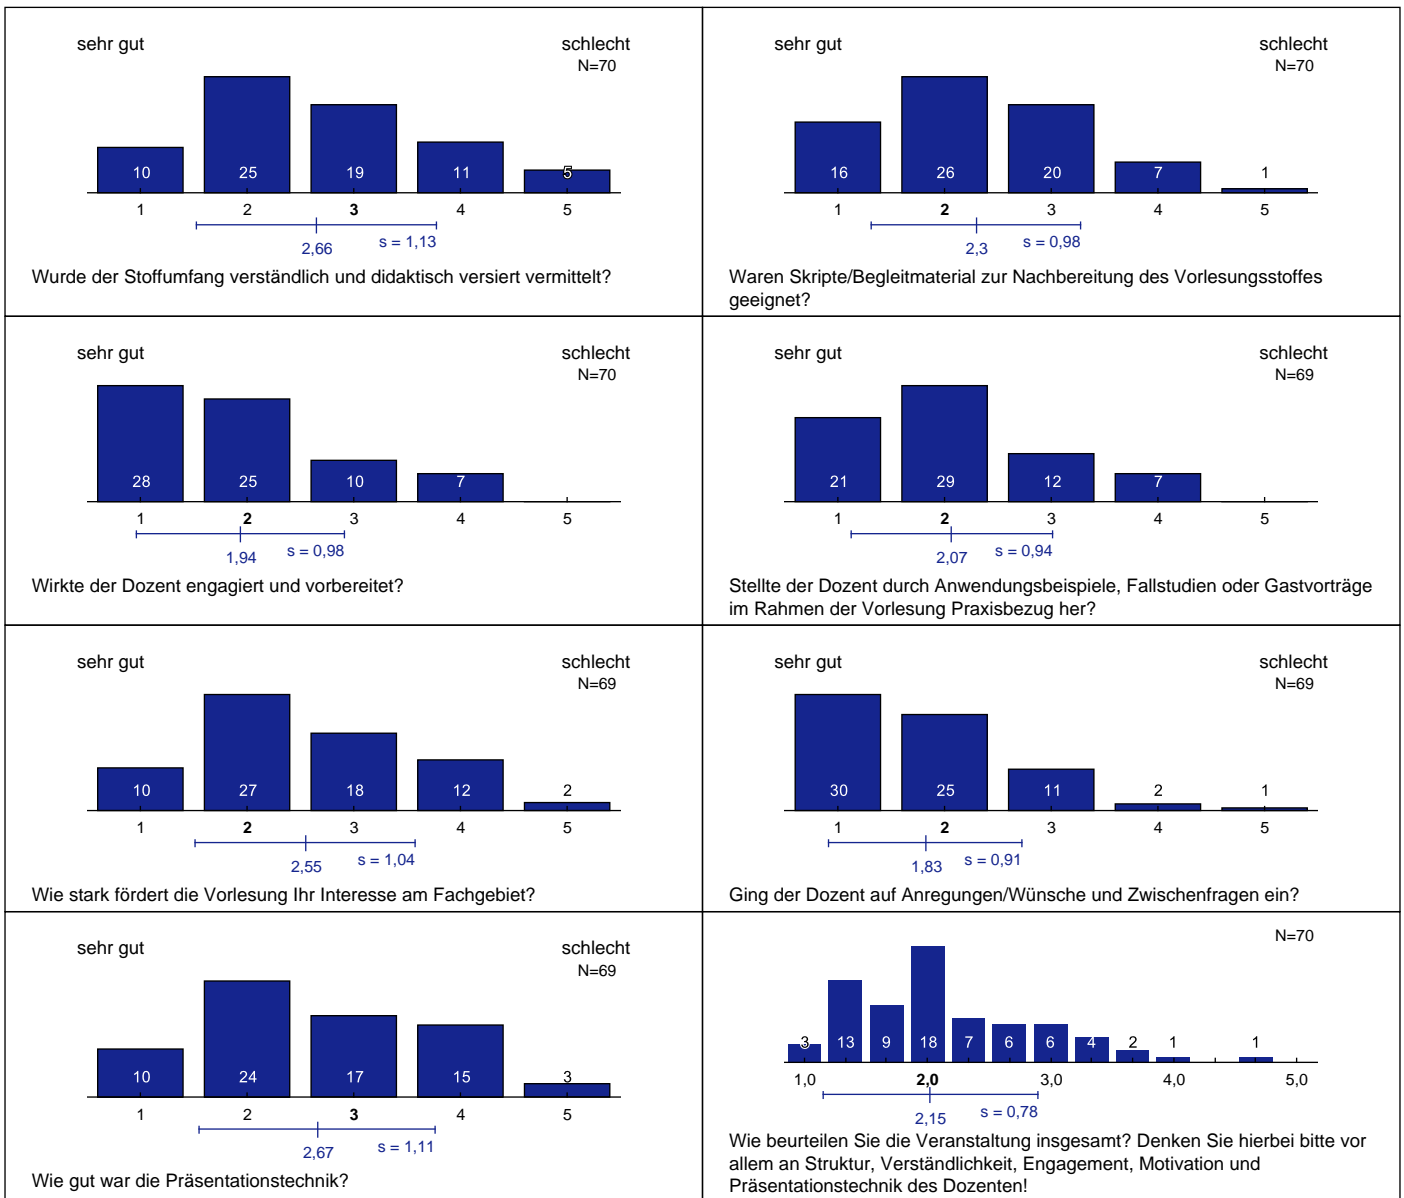 sehr gut schlecht
N=70
10 25 19 11 5
1 2 3 4 5
2,66 s = 1,13
Wurde der Stoffumfang verständlich und didaktisch versiert vermittelt?
sehr gut schlecht
N=70
16 26 20 7 1
1 2 3 4 5
2,3 s = 0,98
Waren Skripte/Begleitmaterial zur Nachbereitung des Vorlesungsstoffes
geeignet?
sehr gut schlecht
N=70
28 25 10 7
1 2 3 4 5
1,94 s = 0,98
Wirkte der Dozent engagiert und vorbereitet?
sehr gut schlecht
N=69
21 29 12 7
1 2 3 4 5
2,07 s = 0,94
Stellte der Dozent durch Anwendungsbeispiele, Fallstudien oder Gastvorträge
im Rahmen der Vorlesung Praxisbezug her?
sehr gut schlecht
N=69
10 27 18 12 2
1 2 3 4 5
2,55 s = 1,04
Wie stark fördert die Vorlesung Ihr Interesse am Fachgebiet?
sehr gut schlecht
N=69
30 25 11 2 1
1 2 3 4 5
1,83 s = 0,91
Ging der Dozent auf Anregungen/Wünsche und Zwischenfragen ein?
sehr gut schlecht
N=69
10 24 17 15 3
1 2 3 4 5
2,67 s = 1,11
Wie gut war die Präsentationstechnik?
N=70
3 13 9 18 7 6 6 4 2 1 1
1,0 2,0 3,0 4,0 5,0
2,15 s = 0,78
Wie beurteilen Sie die Veranstaltung insgesamt? Denken Sie hierbei bitte vor
allem an Struktur, Verständlichkeit, Engagement, Motivation und
Präsentationstechnik des Dozenten!